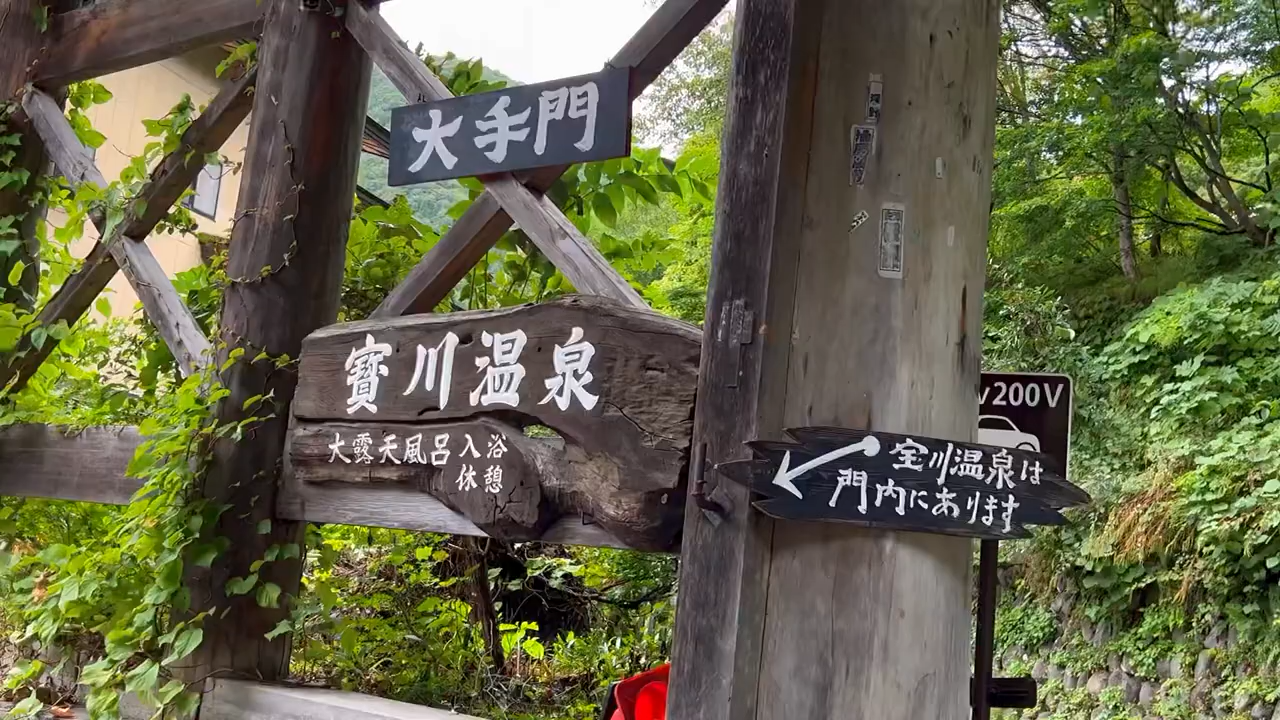 大手門
寶川温泉
大露天風呂入浴
休憩
宝川温泉は
門内にあります
200V